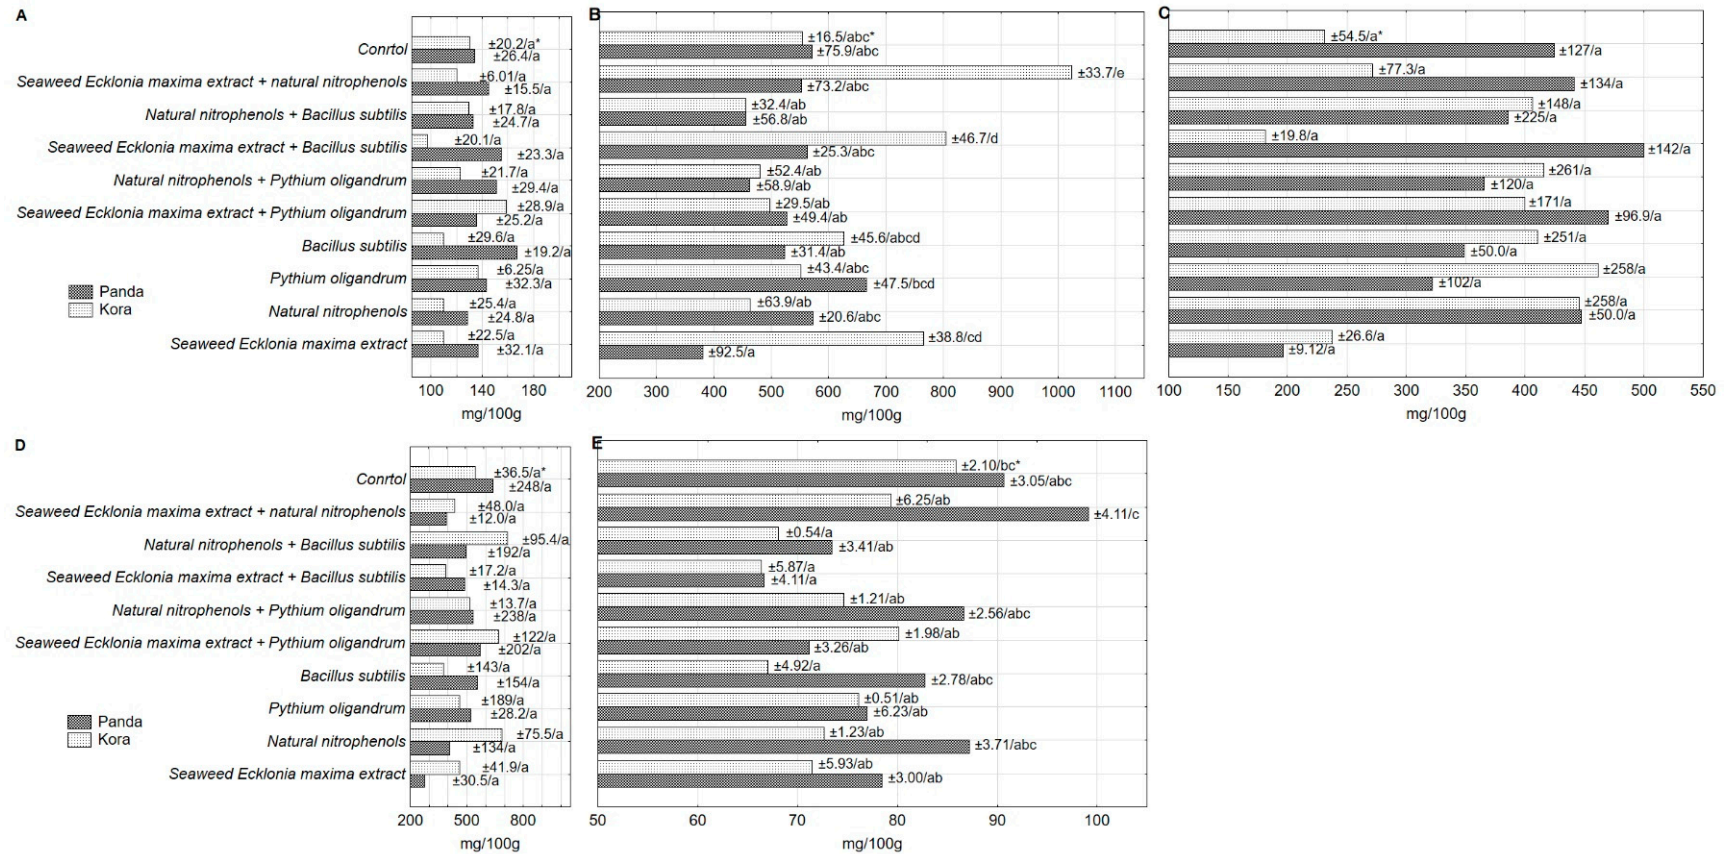 A
B
C
Conrtol
Seaweed Ecklonia maxima extract + natural nitrophenols
Natural nitrophenols + Bacillus subtilis
Seaweed Ecklonia maxima extract + Bacillus subtilis
Natural nitrophenols + Pythium oligandrum
Seaweed Ecklonia maxima extract + Pythium oligandrum
Bacillus subtilis
Pythium oligandrum
Natural nitrophenols
Seaweed Ecklonia maxima extract
Panda
Kora
±20.2/a*
±26.4/a
±6.01/a
±15.5/a
±17.8/a
±24.7/a
±20.1/a
±23.3/a
±21.7/a
±29.4/a
±28.9/a
±25.2/a
±29.6/a
±19.2/a
±6.25/a
±32.3/a
±25.4/a
±24.8/a
±22.5/a
±32.1/a
100 140 180
mg/100g
±16.5/abc*
±75.9/abc
±33.7/e
±73.2/abc
±32.4/ab
±56.8/ab
±46.7/d
±25.3/abc
±52.4/ab
±58.9/ab
±29.5/ab
±49.4/ab
±45.6/abcd
±31.4/ab
±43.4/abc
±47.5/bcd
±63.9/ab
±20.6/abc
±38.8/cd
±92.5/a
200 300 400 500 600 700 800 900 1000 1100
mg/100g
±54.5/a*
±127/a
±77.3/a
±134/a
±148/a
±225/a
±19.8/a
±142/a
±261/a
±120/a
±171/a
±96.9/a
±251/a
±50.0/a
±258/a
±102/a
±258/a
±50.0/a
±26.6/a
±9.12/a
100 150 200 250 300 350 400 450 500 550
mg/100g
D
E
Conrtol
Seaweed Ecklonia maxima extract + natural nitrophenols
Natural nitrophenols + Bacillus subtilis
Seaweed Ecklonia maxima extract + Bacillus subtilis
Natural nitrophenols + Pythium oligandrum
Seaweed Ecklonia maxima extract + Pythium oligandrum
Bacillus subtilis
Pythium oligandrum
Natural nitrophenols
Seaweed Ecklonia maxima extract
Panda
Kora
±36.5/a*
±248/a
±48.0/a
±12.0/a
±95.4/a
±192/a
±17.2/a
±14.3/a
±13.7/a
±238/a
±122/a
±202/a
±143/a
±154/a
±189/a
±28.2/a
±75.5/a
±134/a
±41.9/a
±30.5/a
200 500 800
mg/100g
±2.10/bc*
±3.05/abc
±6.25/ab
±4.11/c
±0.54/a
±3.41/ab
±5.87/a
±4.11/a
±1.21/ab
±2.56/abc
±1.98/ab
±3.26/ab
±4.92/a
±2.78/abc
±0.51/ab
±6.23/ab
±1.23/ab
±3.71/abc
±5.93/ab
±3.00/ab
50 60 70 80 90 100
mg/100g